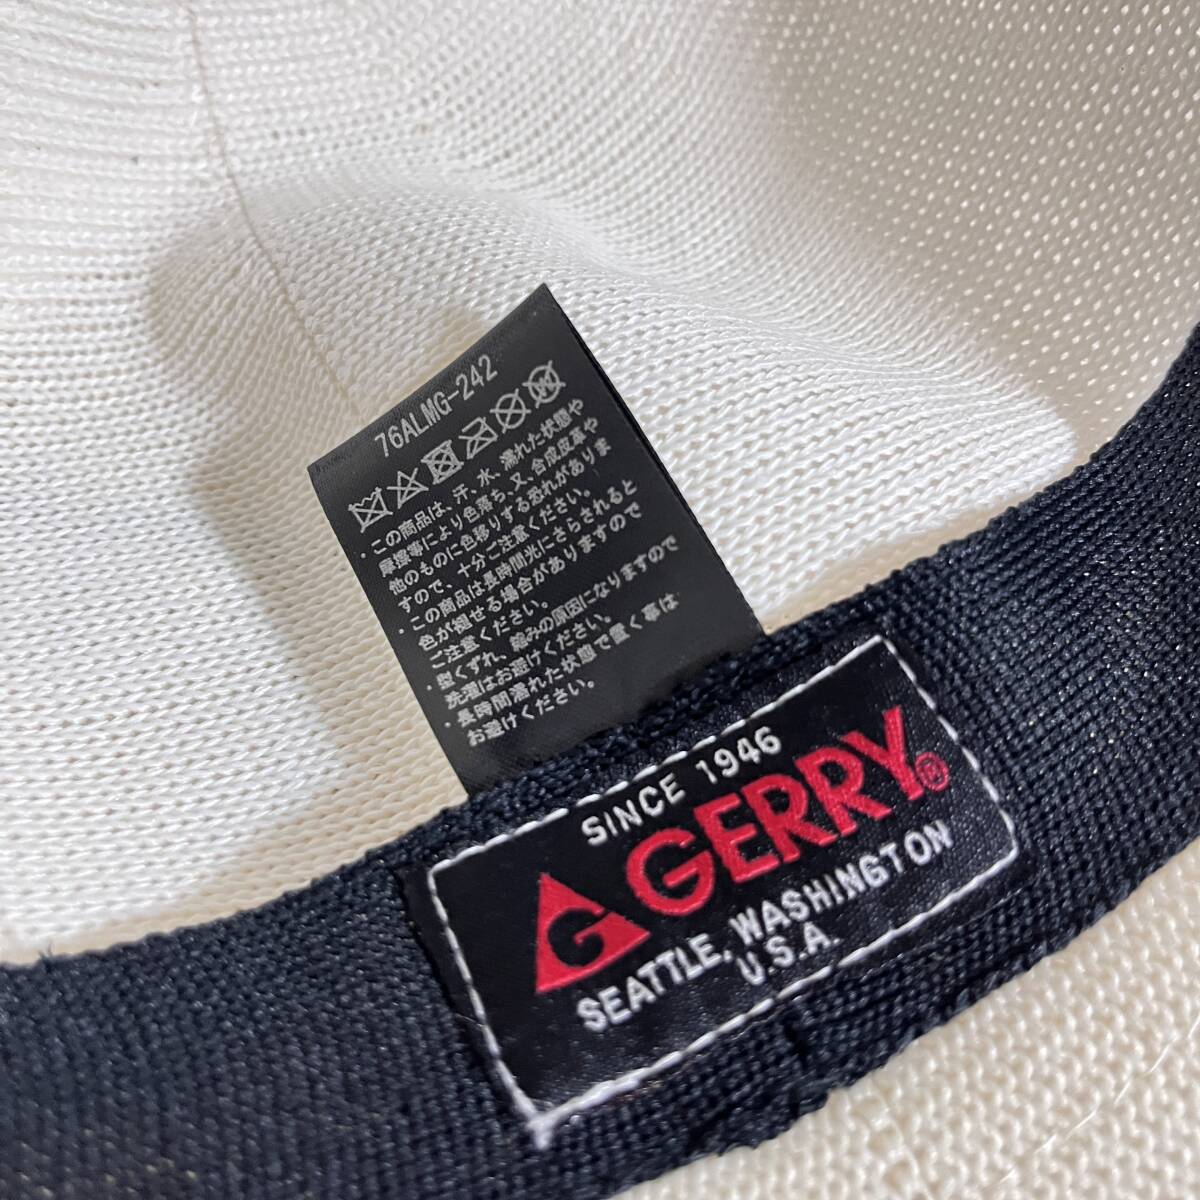 76ALMG-242
・この商品は、汗、水、濡れた状態や
摩擦等により色落ち、又、合成皮革や
他のものに色移りする恐れがありま
すので、十分ご注意ください。
・この商品は長時間光にさらされると
色が褪せる場合がありますので
ご注意ください。
・型くずれ、縮みの原因になりますので
洗濯はお避けください。
・長時間濡れた状態で置く事は
お避けください。
SINCE 1946
G GERRY®
SEATTLE, WASHINGTON
U.S.A.